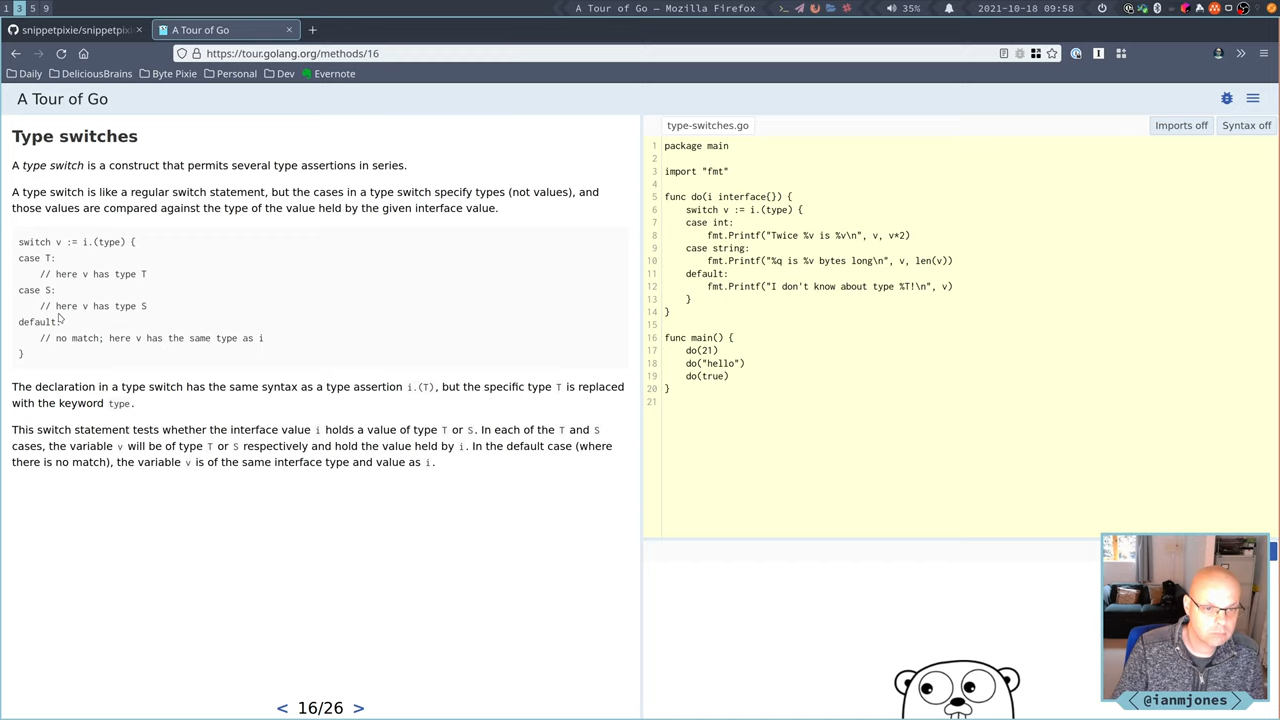 1 3 5 9
A Tour of Go — Mozilla Firefox
35%
2021-10-18 09:58
snippetpixie/snippetpixi
A Tour of Go
https://tour.golang.org/methods/16
Daily
DeliciousBrains
Byte Pixie
Personal
Dev
Evernote
A Tour of Go
Type switches
A type switch is a construct that permits several type assertions in series.
A type switch is like a regular switch statement, but the cases in a type switch specify types (not values), and
those values are compared against the type of the value held by the given interface value.
switch v := i.(type) {
case T:
// here v has type T
case S:
// here v has type S
default:
// no match; here v has the same type as i
}
The declaration in a type switch has the same syntax as a type assertion i.(T), but the specific type T is replaced
with the keyword type.
This switch statement tests whether the interface value i holds a value of type T or S. In each of the T and S
cases, the variable v will be of type T or S respectively and hold the value held by i. In the default case (where
there is no match), the variable v is of the same interface type and value as i.
< 16/26 >
type-switches.go
Imports off
Syntax off
1 package main
2
3 import "fmt"
4
5 func do(i interface{}) {
6 switch v := i.(type) {
7 case int:
8 fmt.Printf("Twice %v is %v\n", v, v*2)
9 case string:
10 fmt.Printf("%q is %v bytes long\n", v, len(v))
11 default:
12 fmt.Printf("I don't know about type %T!\n", v)
13 }
14 }
15
16 func main() {
17 do(21)
18 do("hello")
19 do(true)
20 }
21
@ianmjones